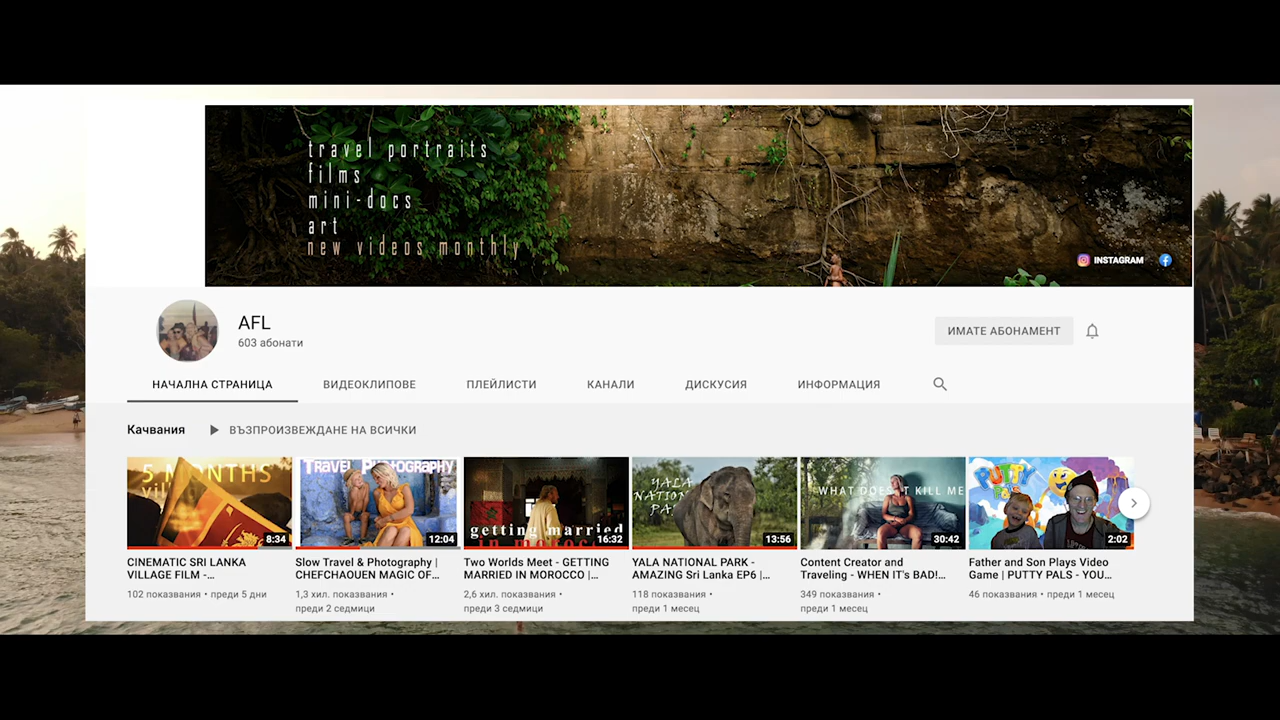 travel portraits
films
mini-docs
art
new videos monthly
INSTAGRAM
AFL
603 абонати
ИМАТЕ АБОНАМЕНТ
НАЧАЛНА СТРАНИЦА ВИДЕОКЛИПОВЕ ПЛЕЙЛИСТИ КАНАЛИ ДИСКУСИЯ ИНФОРМАЦИЯ
Качвания ВЪЗПРОИЗВЕЖДАНЕ НА ВСИЧКИ
5 MONTHS
8:34
CINEMATIC SRI LANKA
VILLAGE FILM -...
102 показвания • преди 5 дни
TRAVEL PHOTOGRAPHY
12:04
Slow Travel & Photography |
CHEFCHAOUEN MAGIC OF...
1,3 хил. показвания •
преди 2 седмици
getting married
in morocco
16:32
Two Worlds Meet - GETTING
MARRIED IN MOROCCO |...
2,6 хил. показвания •
преди 3 седмици
YALA
NATIONAL
PARK
13:56
YALA NATIONAL PARK -
AMAZING Sri Lanka EP6 |...
118 показвания •
преди 1 месец
WHAT DOESN'T KILL ME
30:42
Content Creator and
Traveling - WHEN IT's BAD!...
349 показвания •
преди 1 месец
PUTTY
PALS
2:02
Father and Son Plays Video
Game | PUTTY PALS - YOU...
46 показвания • преди 1 месец